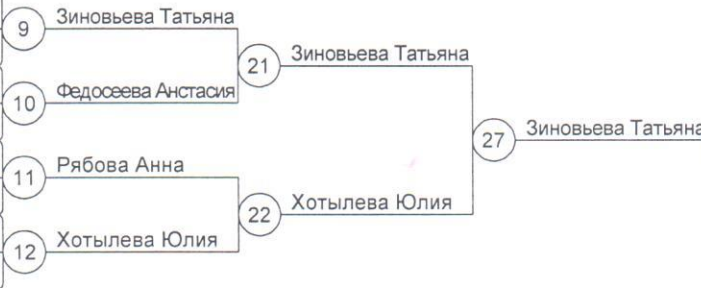 9 Зиновьева Татьяна
21 Зиновьева Татьяна
10 Федосеева Анстасия
27 Зиновьева Татьяна
11 Рябова Анна
22 Хотылева Юлия
12 Хотылева Юлия